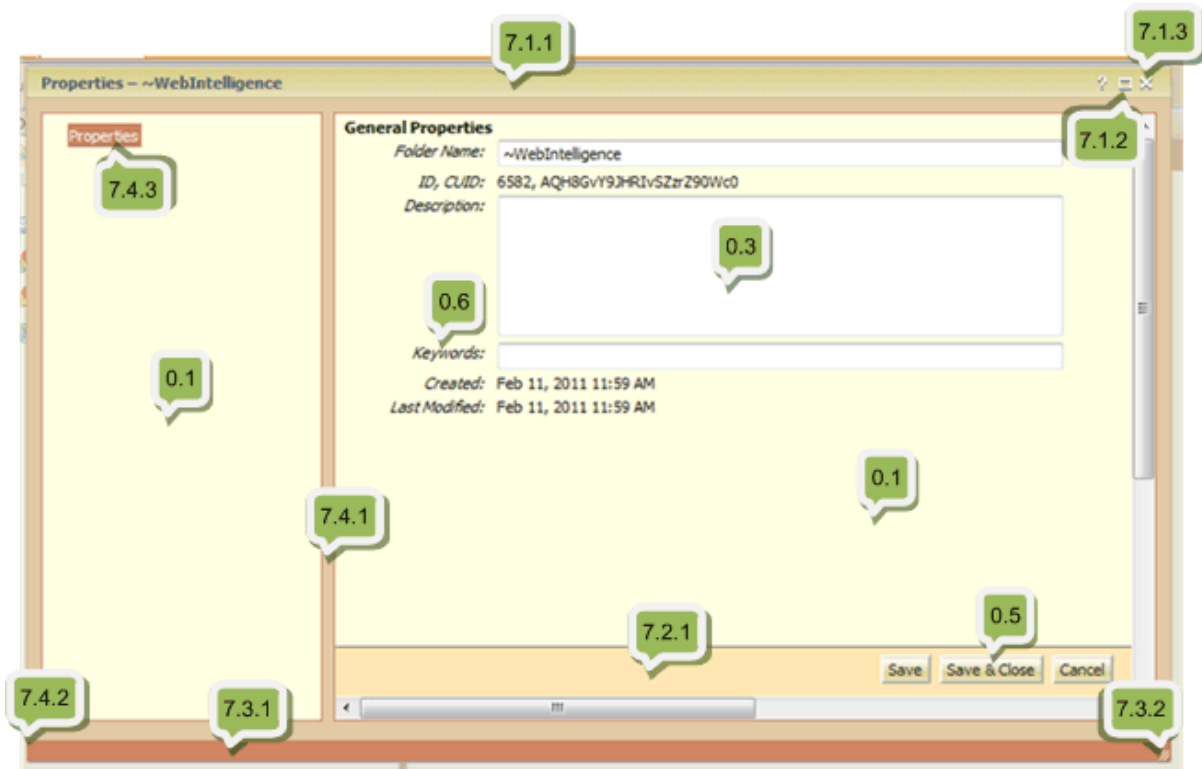 7.1.1
7.1.3
Properties – ~WebIntelligence
?
7.1.2
Properties
7.4.3
General Properties
Folder Name: ~WebIntelligence
ID, CUID: 6582, AQH8GvY9JHRIvSZzrZ90Wc0
Description:
0.3
0.6
Keywords:
0.1
Created: Feb 11, 2011 11:59 AM
Last Modified: Feb 11, 2011 11:59 AM
0.1
7.4.1
7.2.1
0.5
Save Save & Close Cancel
7.4.2
7.3.1
7.3.2